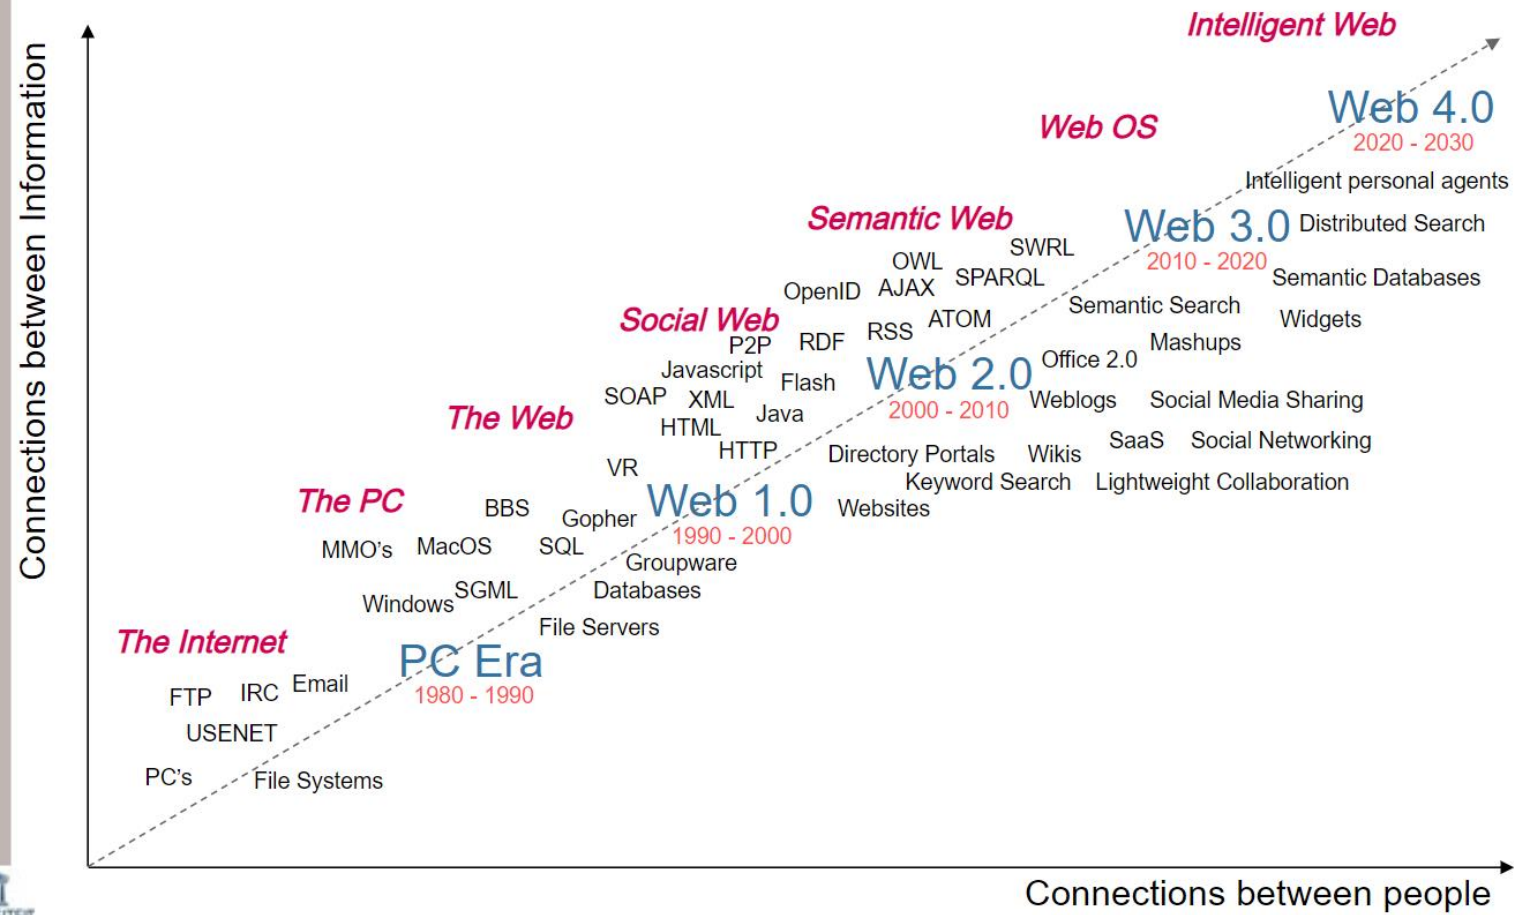 Intelligent Web
Web 4.0
2020 - 2030
Web OS
Intelligent personal agents
Semantic Web
Web 3.0
2010 - 2020
Distributed Search
SWRL
OWL
SPARQL
OpenID
AJAX
Semantic Databases
Semantic Search
Widgets
Social Web
ATOM
RSS
RDF
P2P
Mashups
Office 2.0
Javascript
Flash
Web 2.0
2000 - 2010
SOAP
XML
Java
Weblogs
Social Media Sharing
The Web
HTML
HTTP
SaaS
Social Networking
Directory Portals
Wikis
VR
Keyword Search
Lightweight Collaboration
The PC
BBS
Gopher
Web 1.0
1990 - 2000
Websites
MMO's
MacOS
SQL
Groupware
Windows
SGML
Databases
File Servers
The Internet
PC Era
1980 - 1990
FTP
IRC
Email
USENET
PC's
File Systems
Connections between Information
Connections between people